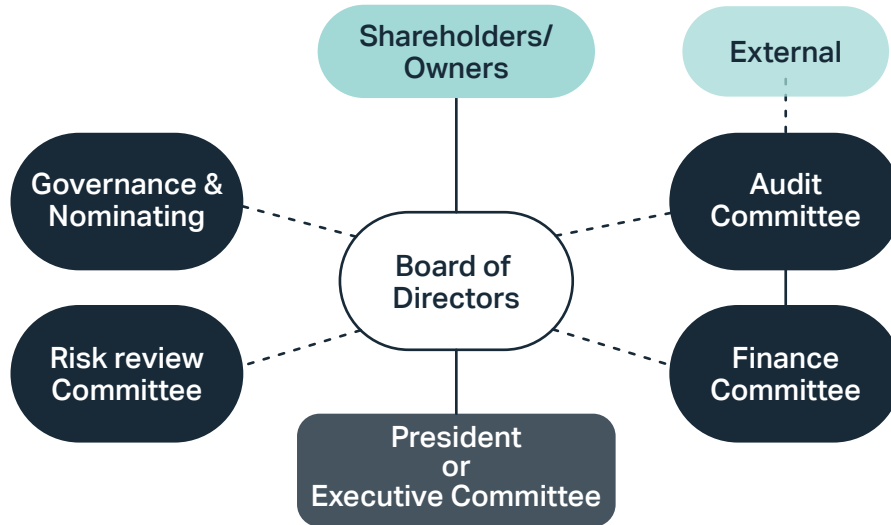 Shareholders/
Owners
External
Governance &
Nominating
Audit
Committee
Board of
Directors
Risk review
Committee
Finance
Committee
President
or
Executive Committee